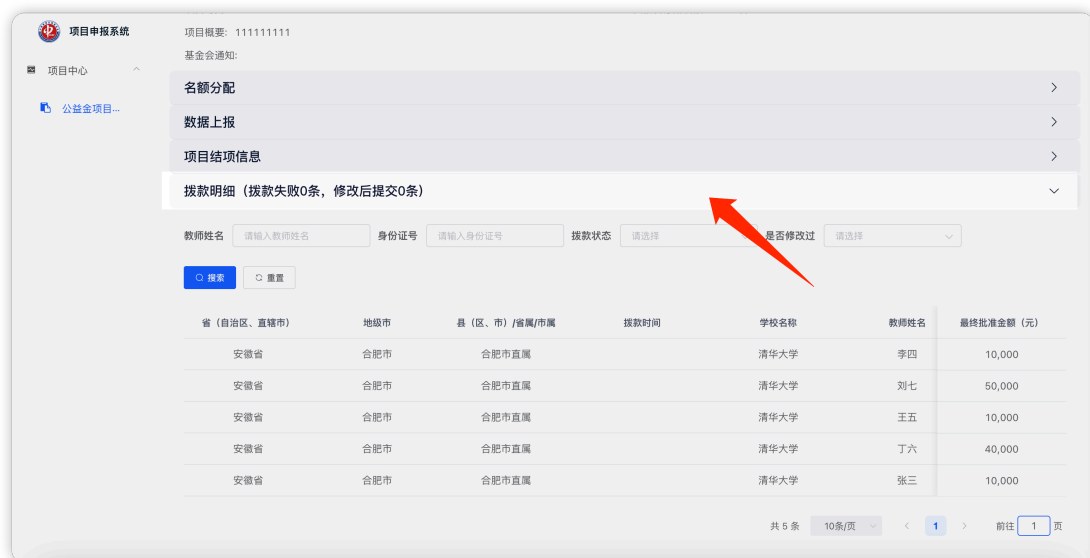 项目申报系统
项目概要: 111111111
基金会通知:
项目中心
公益金项目...
名额分配
数据上报
项目结项信息
拨款明细（拨款失败0条，修改后提交0条）
教师姓名 请输入教师姓名 身份证号 请输入身份证号 拨款状态 请选择 是否修改过 请选择
搜索 重置
省（自治区、直辖市） 地级市 县（区、市）/省属/市属 拨款时间 学校名称 教师姓名 最终批准金额（元）
安徽省 合肥市 合肥市直属 清华大学 李四 10,000
安徽省 合肥市 合肥市直属 清华大学 刘七 50,000
安徽省 合肥市 合肥市直属 清华大学 王五 10,000
安徽省 合肥市 合肥市直属 清华大学 丁六 40,000
安徽省 合肥市 合肥市直属 清华大学 张三 10,000
共 5 条 10条/页 1 前往 1 页